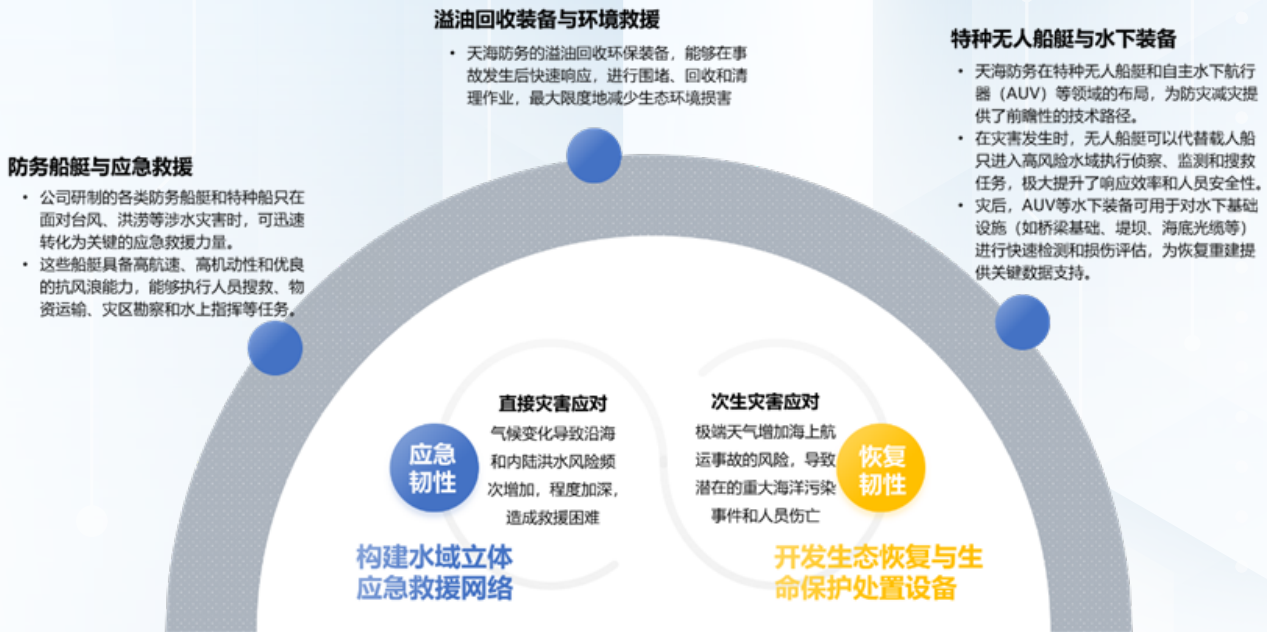 溢油回收装备与环境救援
• 天海防务的溢油回收环保装备，能够在事
故发生后快速响应，进行围堵、回收和清
理作业，最大限度地减少生态环境损害
特种无人船艇与水下装备
• 天海防务在特种无人船艇和自主水下航行
器（AUV）等领域的布局，为防灾减灾提
供了前瞻性的技术路径。
• 在灾害发生时，无人船艇可以代替载人船
只进入高风险水域执行侦察、监测和搜救
任务，极大提升了响应效率和人员安全性。
• 灾后，AUV等水下装备可用于对水下基础
设施（如桥梁基础、堤坝、海底光缆等）
进行快速检测和损伤评估，为恢复重建提
供关键数据支持。
防务船艇与应急救援
• 公司研制的各类防务船艇和特种船只在
面对台风、洪涝等涉水灾害时，可迅速
转化为关键的应急救援力量。
• 这些船艇具备高航速、高机动性和优良
的抗风浪能力，能够执行人员搜救、物
资运输、灾区勘察和水上指挥等任务。
应急
韧性
直接灾害应对
气候变化导致沿海
和内陆洪水风险频
次增加，程度加深，
造成救援困难
构建水域立体
应急救援网络
次生灾害应对
极端天气增加海上航
运事故的风险，导致
潜在的重大海洋污染
事件和人员伤亡
恢复
韧性
开发生态恢复与生
命保护处置设备